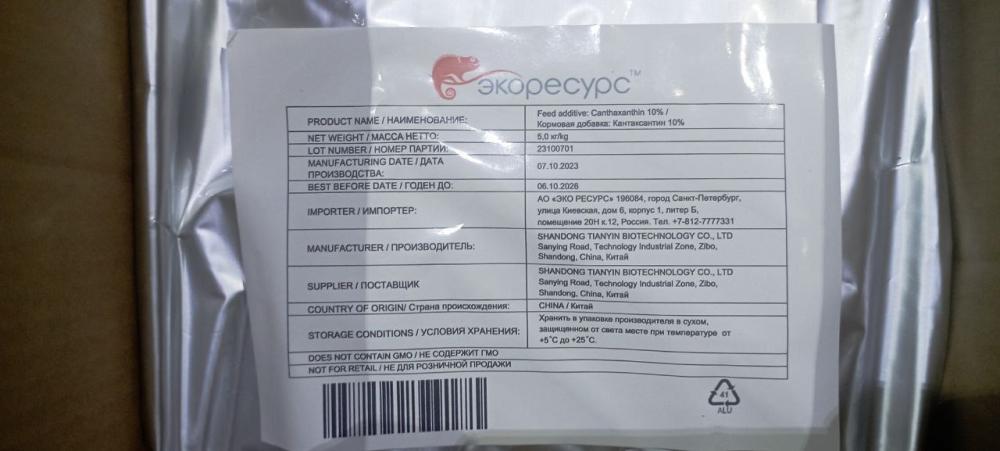 ЭКОРЕСУРС™
PRODUCT NAME / НАИМЕНОВАНИЕ:
Feed additive: Canthaxanthin 10% /
Кормовая добавка: Кантаксантин 10%
NET WEIGHT / МАССА НЕТТО:
5,0 кг/kg
LOT NUMBER / НОМЕР ПАРТИИ:
23100701
MANUFACTURING DATE / ДАТА
ПРОИЗВОДСТВА:
07.10.2023
BEST BEFORE DATE / ГОДЕН ДО:
06.10.2026
IMPORTER / ИМПОРТЕР:
АО «ЭКО РЕСУРС» 196084, город Санкт-Петербург,
улица Киевская, дом 6, корпус 1, литер Б,
помещение 20Н к.12, Россия. Тел. +7-812-7777331
MANUFACTURER / ПРОИЗВОДИТЕЛЬ:
SHANDONG TIANYIN BIOTECHNOLOGY CO., LTD
Sanying Road, Technology Industrial Zone, Zibo,
Shandong, China, Китай
SUPPLIER / ПОСТАВЩИК
SHANDONG TIANYIN BIOTECHNOLOGY CO., LTD
Sanying Road, Technology Industrial Zone, Zibo,
Shandong, China, Китай
COUNTRY OF ORIGIN/ Страна происхождения:
CHINA / Китай
STORAGE CONDITIONS / УСЛОВИЯ ХРАНЕНИЯ:
Хранить в упаковке производителя в сухом,
защищенном от света месте при температуре от
+5˚С до +25˚С.
DOES NOT CONTAIN GMO / НЕ СОДЕРЖИТ ГМО
NOT FOR RETAIL / НЕ ДЛЯ РОЗНИЧНОЙ ПРОДАЖИ
41
ALU